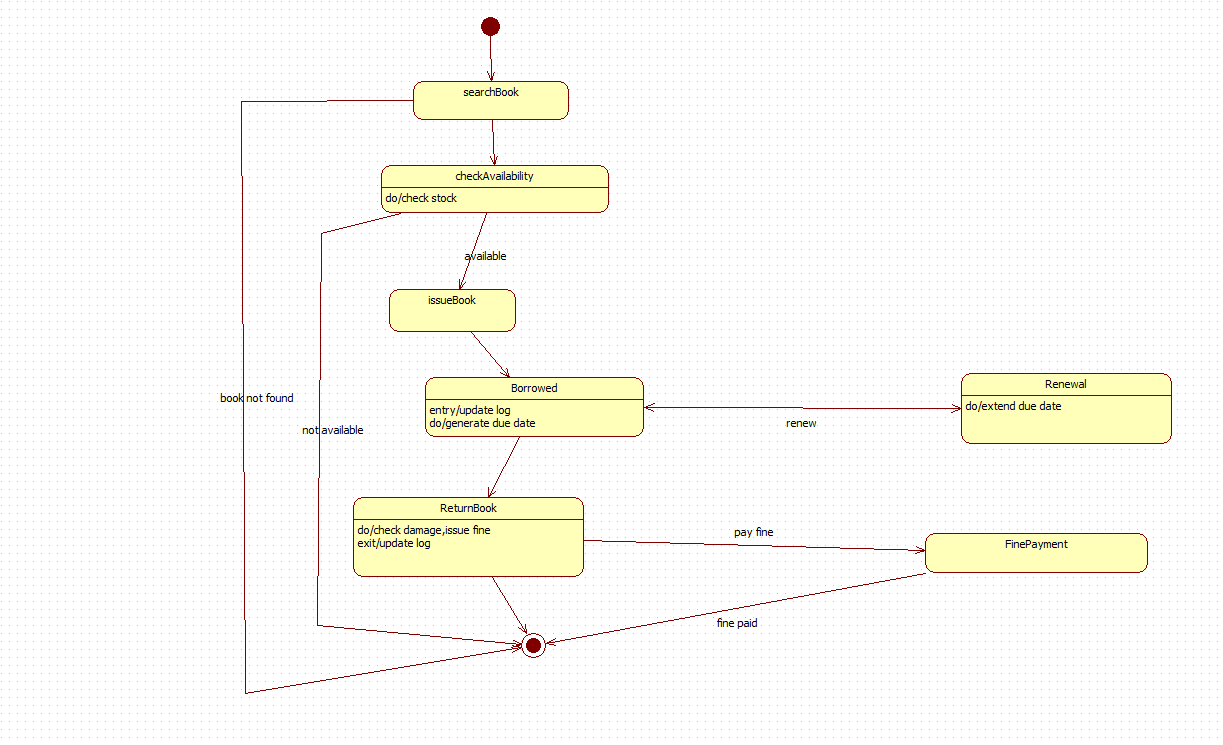 searchBook
checkAvailability
do/check stock
available
issueBook
Borrowed
entry/update log
do/generate due date
Renewal
do/extend due date
renew
book not found
not available
ReturnBook
do/check damage,issue fine
exit/update log
pay fine
FinePayment
fine paid